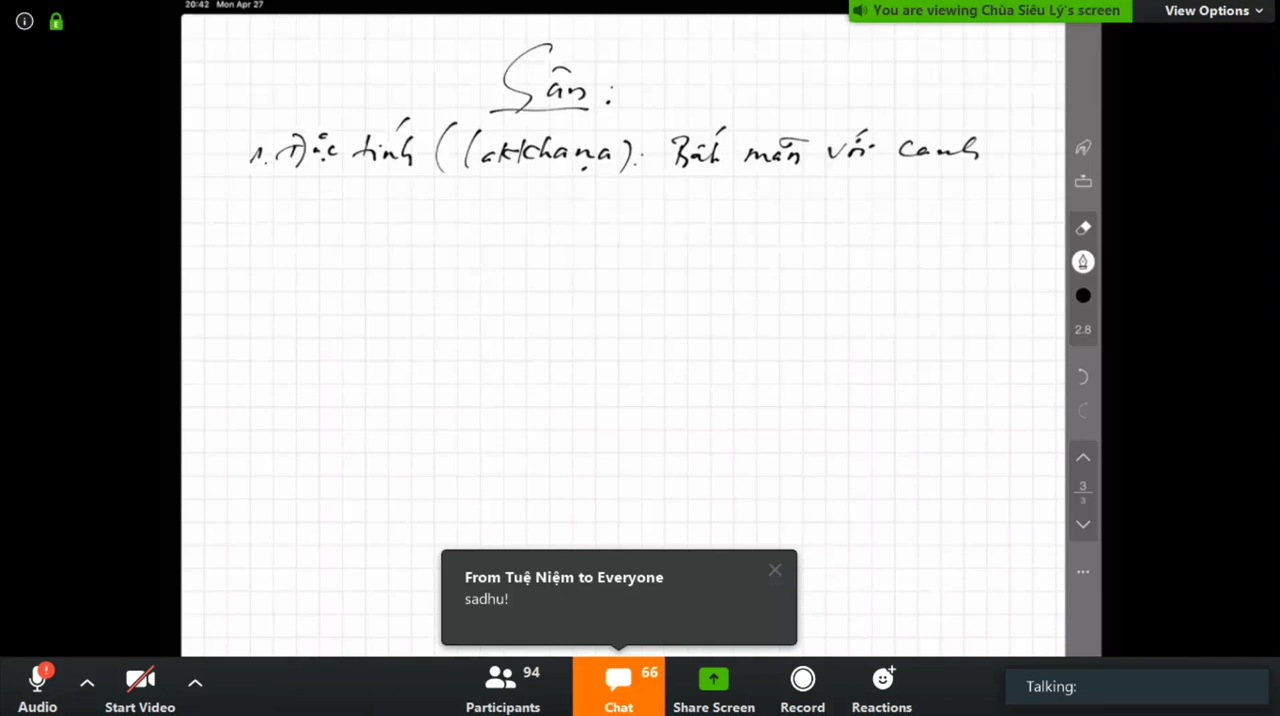 20:42 Mon Apr 27
You are viewing Chùa Siêu Lý's screen
View Options
Sân:
1. Đặc tính (lakkhaṇa): Bất mãn với cảnh
2.8
3
3
From Tuệ Niệm to Everyone
sadhu!
94
66
Audio
Start Video
Participants
Chat
Share Screen
Record
Reactions
Talking: